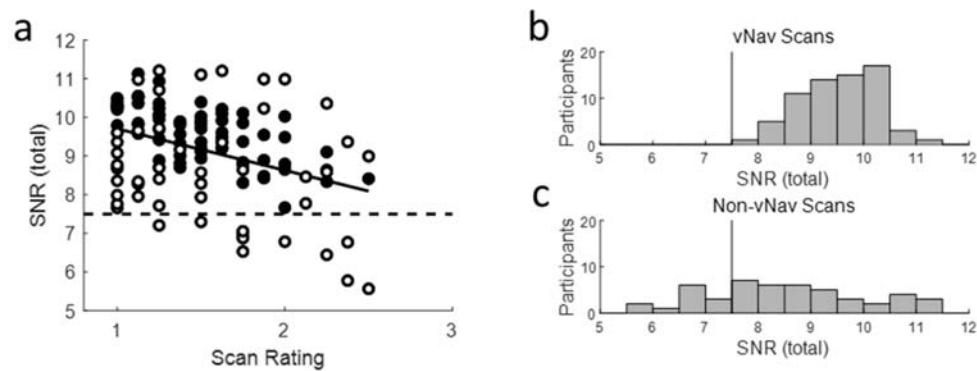 a
12
11
10
9
8
7
6
5
SNR (total)
1
2
3
Scan Rating
b
vNav Scans
20
10
0
Participants
5 6 7 8 9 10 11 12
SNR (total)
c
Non-vNav Scans
20
10
0
Participants
5 6 7 8 9 10 11 12
SNR (total)